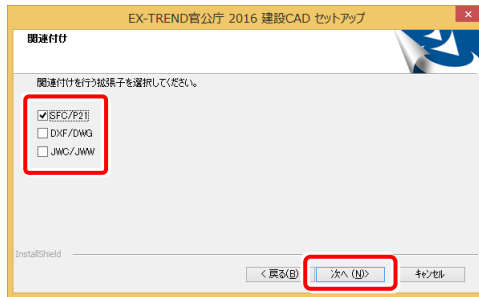 EX-TREND官公庁 2016 建設CAD セットアップ
関連付け
関連付けを行う拡張子を選択してください。
SFC/P21
DXF/DWG
JWC/JWW
InstallShield
< 戻る(B) 次へ (N)> キャンセル